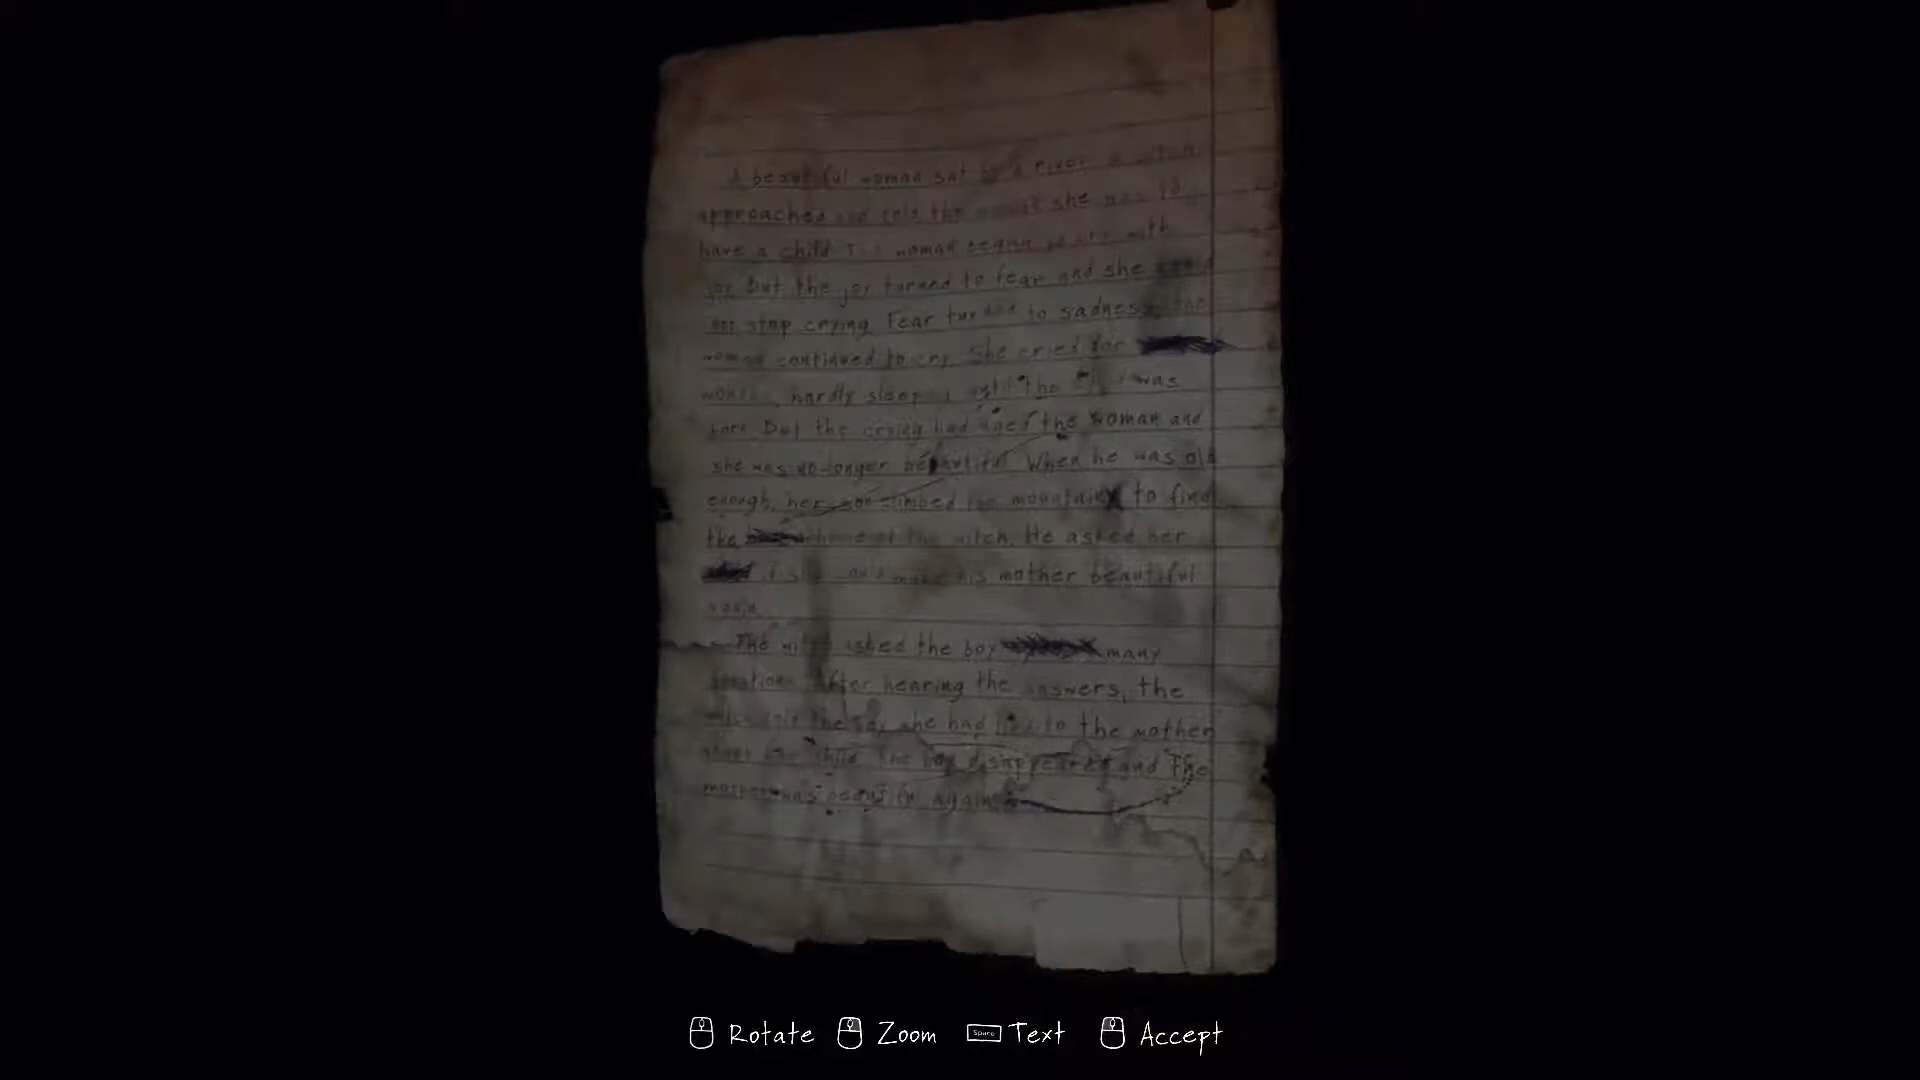 A beautiful woman sat by a river a witch
approached and told the she was to
have a child The woman began with
joy But the joy turned to fear and she could
not stop crying Fear turned to sadness, the
woman continued to cry She cried for
hardly sleeping until the child was
born But the crying had aged the woman and
she was no longer beautiful When he was old
enough, her son climbed the mountain to find
the home of the witch. He asked her
if she could make his mother beautiful
again.
The witch asked the boy many
questions After hearing the answers, the
witch told the boy she had lied to the mother
about her child The boy disappeared and The
mother was beautiful again
Rotate Zoom Space Text Accept